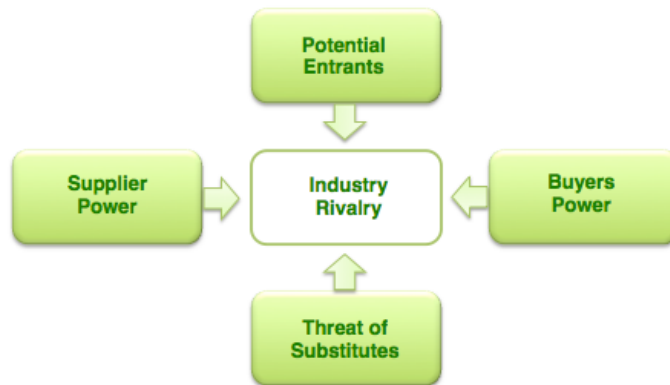 Potential
Entrants
Supplier
Power
Industry
Rivalry
Buyers
Power
Threat of
Substitutes